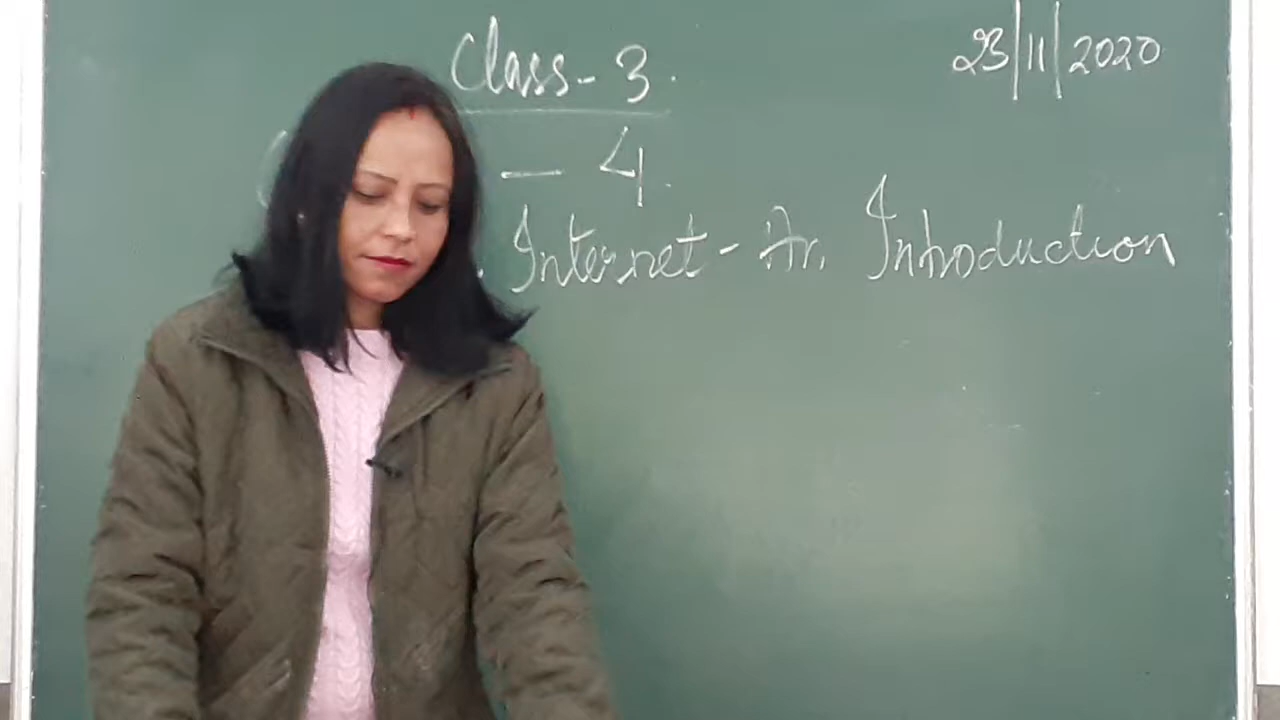 Class-3.
23/11/2020
— 4.
Internet - An Introduction